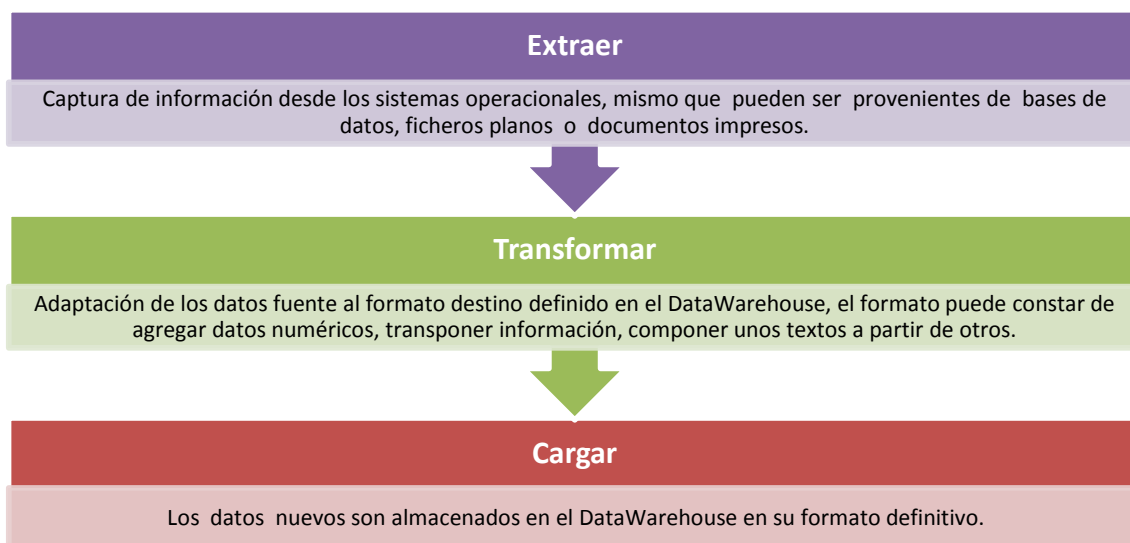 Extraer
Captura de información desde los sistemas operacionales, mismo que pueden ser provenientes de bases de
datos, ficheros planos o documentos impresos.
Transformar
Adaptación de los datos fuente al formato destino definido en el DataWarehouse, el formato puede constar de
agregar datos numéricos, transponer información, componer unos textos a partir de otros.
Cargar
Los datos nuevos son almacenados en el DataWarehouse en su formato definitivo.